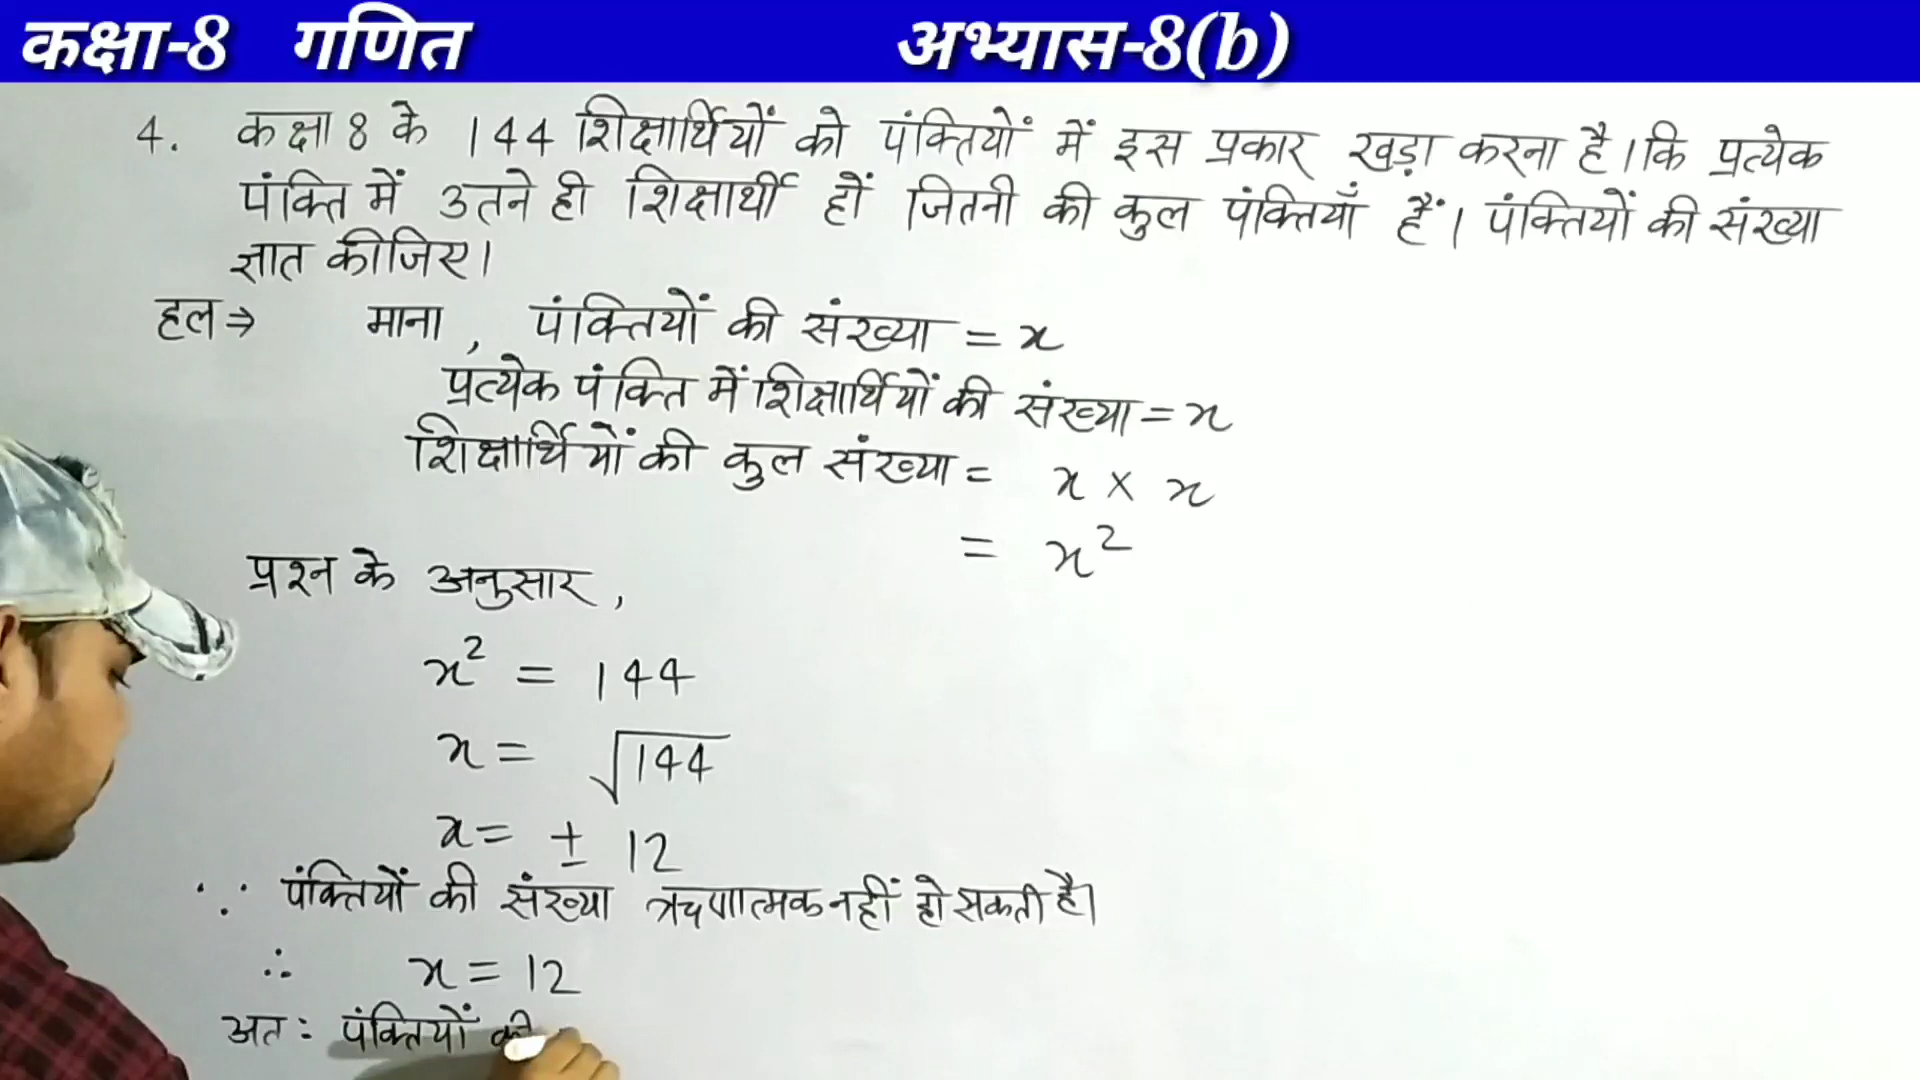 कक्षा-8 गणित अभ्यास-8(b)
4. कक्षा 8 के 144 शिक्षार्थियों को पंक्तियों में इस प्रकार खड़ा करना है। कि प्रत्येक
पंक्ति में उतने ही शिक्षार्थी हों जितनी की कुल पंक्तियाँ हैं। पंक्तियों की संख्या
ज्ञात कीजिए।
हल ⇒ माना, पंक्तियों की संख्या = x
प्रत्येक पंक्ति में शिक्षार्थियों की संख्या = x
शिक्षार्थियों की कुल संख्या = x × x
= x²
प्रश्न के अनुसार,
x² = 144
x = √144
x = ± 12
∵ पंक्तियों की संख्या ऋणात्मक नहीं हो सकती है।
∴ x = 12
अतः पंक्तियों की